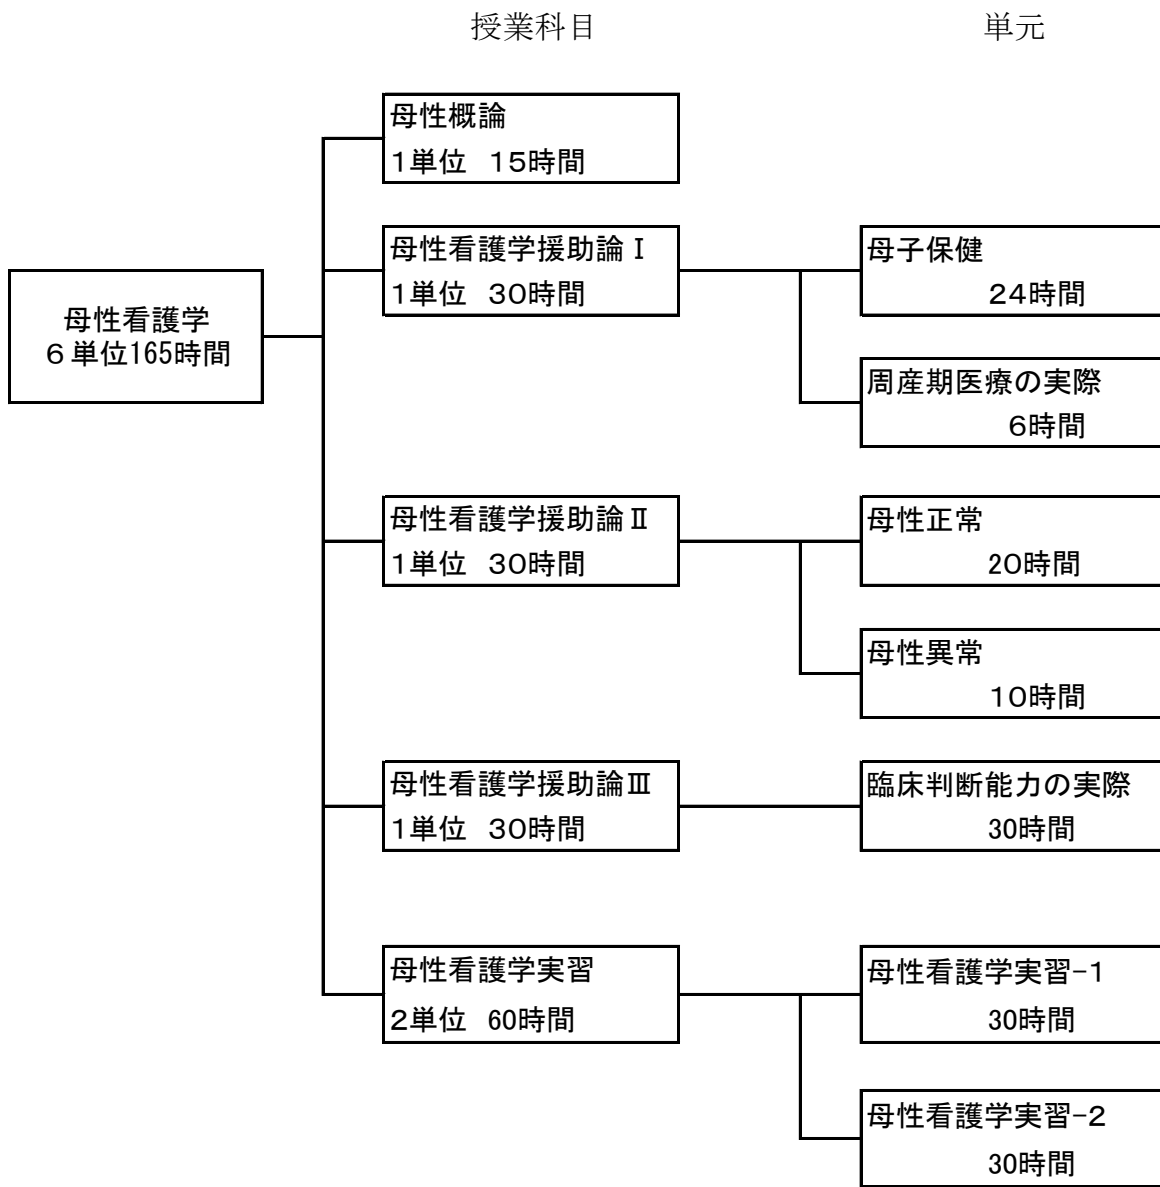 授業科目
単元
母性看護学
６単位165時間
母性概論
1単位　15時間
母性看護学援助論Ⅰ
1単位　30時間
母子保健
24時間
周産期医療の実際
6時間
母性看護学援助論Ⅱ
1単位　30時間
母性正常
20時間
母性異常
10時間
母性看護学援助論Ⅲ
1単位　30時間
臨床判断能力の実際
30時間
母性看護学実習
2単位　60時間
母性看護学実習-1
30時間
母性看護学実習-2
30時間